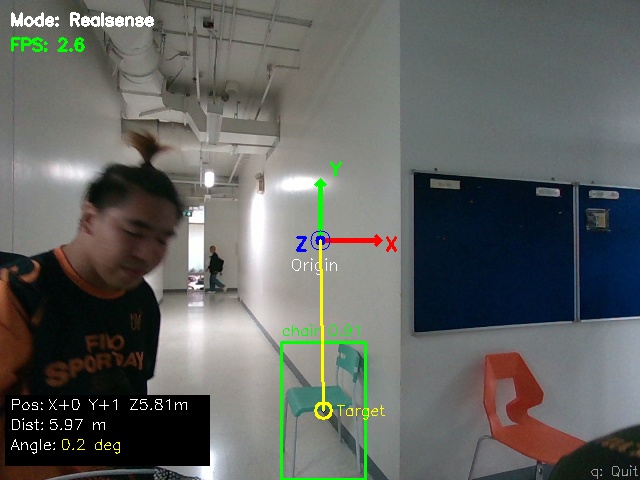 Mode: Realsense
FPS: 2.6
Y
Z
X
Origin
chair 0.91
Target
SPORTDAY
Pos: X+0 Y+1 Z5.81m
Dist: 5.97 m
Angle: 0.2 deg
q: Quit